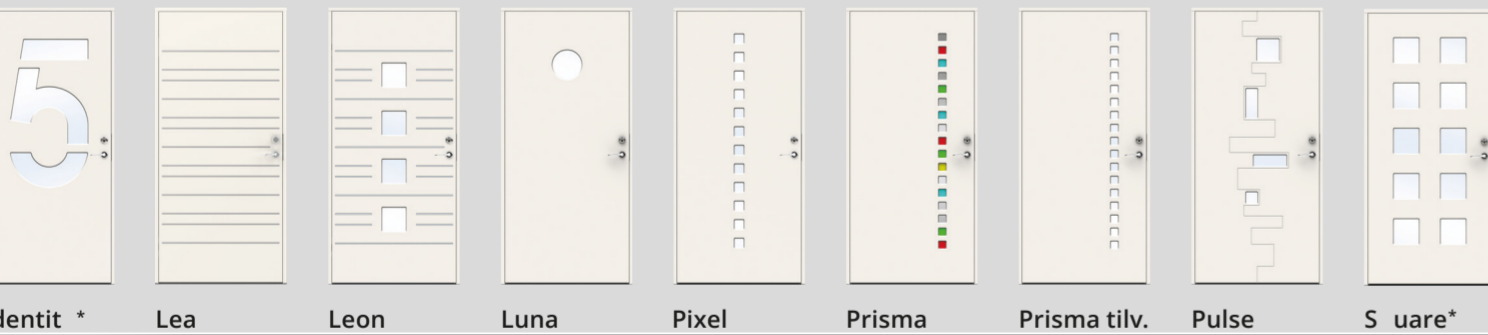 5
dentit *
Lea
Leon
Luna
Pixel
Prisma
Prisma tilv.
Pulse
S uare*